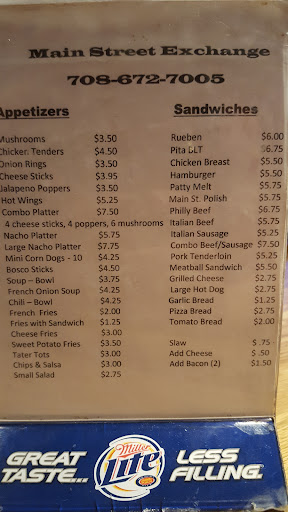 Main Street Exchange
708-672-7005
Appetizers
Mushrooms $3.50
Chicken Tenders $4.50
Onion Rings $3.50
Cheese Sticks $3.95
Jalapeno Poppers $3.50
Hot Wings $5.25
Combo Platter $7.50
4 cheese sticks, 4 poppers, 6 mushrooms
Nacho Platter $5.75
Large Nacho Platter $7.75
Mini Corn Dogs - 10 $4.25
Bosco Sticks $4.50
Soup – Bowl $3.75
French Onion Soup $4.25
Chili – Bowl $4.25
French Fries $2.00
Fries with Sandwich $1.25
Cheese Fries $3.00
Sweet Potato Fries $3.50
Tater Tots $3.00
Chips & Salsa $3.00
Small Salad $2.75
Sandwiches
Rueben $6.00
Pita BLT $6.75
Chicken Breast $5.50
Hamburger $5.50
Patty Melt $5.75
Main St. Polish $5.75
Philly Beef $6.75
Italian Beef $5.75
Italian Sausage $5.25
Combo Beef/Sausage $7.50
Pork Tenderloin $5.25
Meatball Sandwich $5.50
Grilled Cheese $2.75
Large Hot Dog $2.75
Garlic Bread $1.25
Pizza Bread $2.75
Tomato Bread $2.00
Slaw $ .75
Add Cheese $ .50
Add Bacon (2) $1.50
GREAT TASTE...
Miller
Lite
LESS FILLING.